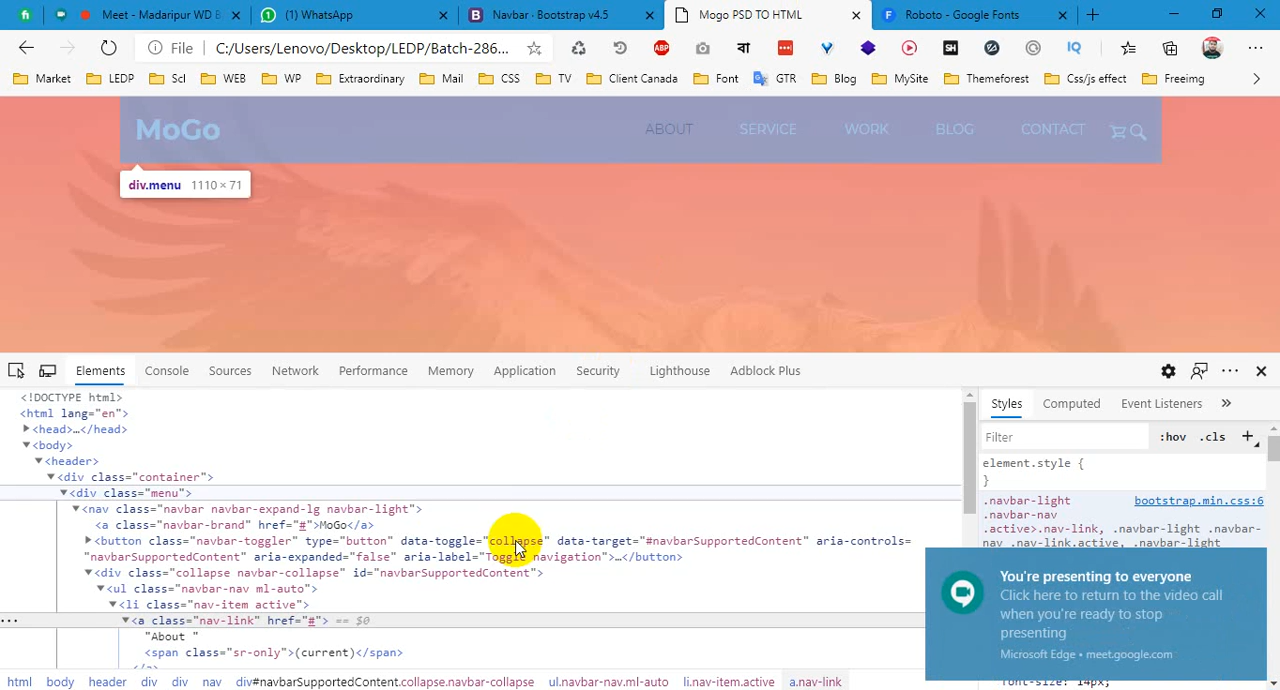 fi
Meet - Madaripur WD B
(1) WhatsApp
B
Navbar · Bootstrap v4.5
Mogo PSD TO HTML
F
Roboto - Google Fonts
File
C:/Users/Lenovo/Desktop/LEDP/Batch-286...
ABP
বা
SH
IQ
Market
LEDP
Scl
WEB
WP
Extraordinary
Mail
CSS
TV
Client Canada
Font
GTR
Blog
MySite
Themeforest
Css/js effect
Freeimg
MoGo
ABOUT
SERVICE
WORK
BLOG
CONTACT
div.menu 1110 × 71
Elements
Console
Sources
Network
Performance
Memory
Application
Security
Lighthouse
Adblock Plus
<!DOCTYPE html>
<html lang="en">
<head>…</head>
<body>
<header>
<div class="container">
<div class="menu">
<nav class="navbar navbar-expand-lg navbar-light">
<a class="navbar-brand" href="#">MoGo</a>
<button class="navbar-toggler" type="button" data-toggle="collapse" data-target="#navbarSupportedContent" aria-controls=
"navbarSupportedContent" aria-expanded="false" aria-label="Toggle navigation">…</button>
<div class="collapse navbar-collapse" id="navbarSupportedContent">
<ul class="navbar-nav ml-auto">
<li class="nav-item active">
<a class="nav-link" href="#"> == $0
"About "
<span class="sr-only">(current)</span>
</a>
html body header div div nav div#navbarSupportedContent.collapse.navbar-collapse ul.navbar-nav.ml-auto li.nav-item.active a.nav-link
Styles
Computed
Event Listeners
Filter
:hov .cls
element.style {
}
.navbar-light
bootstrap.min.css:6
.navbar-nav
.active>.nav-link, .navbar-light .navbar-
nav .nav-link.active, .navbar-light
You're presenting to everyone
Click here to return to the video call
when you're ready to stop
presenting
Microsoft Edge • meet.google.com
font-size: 14px;